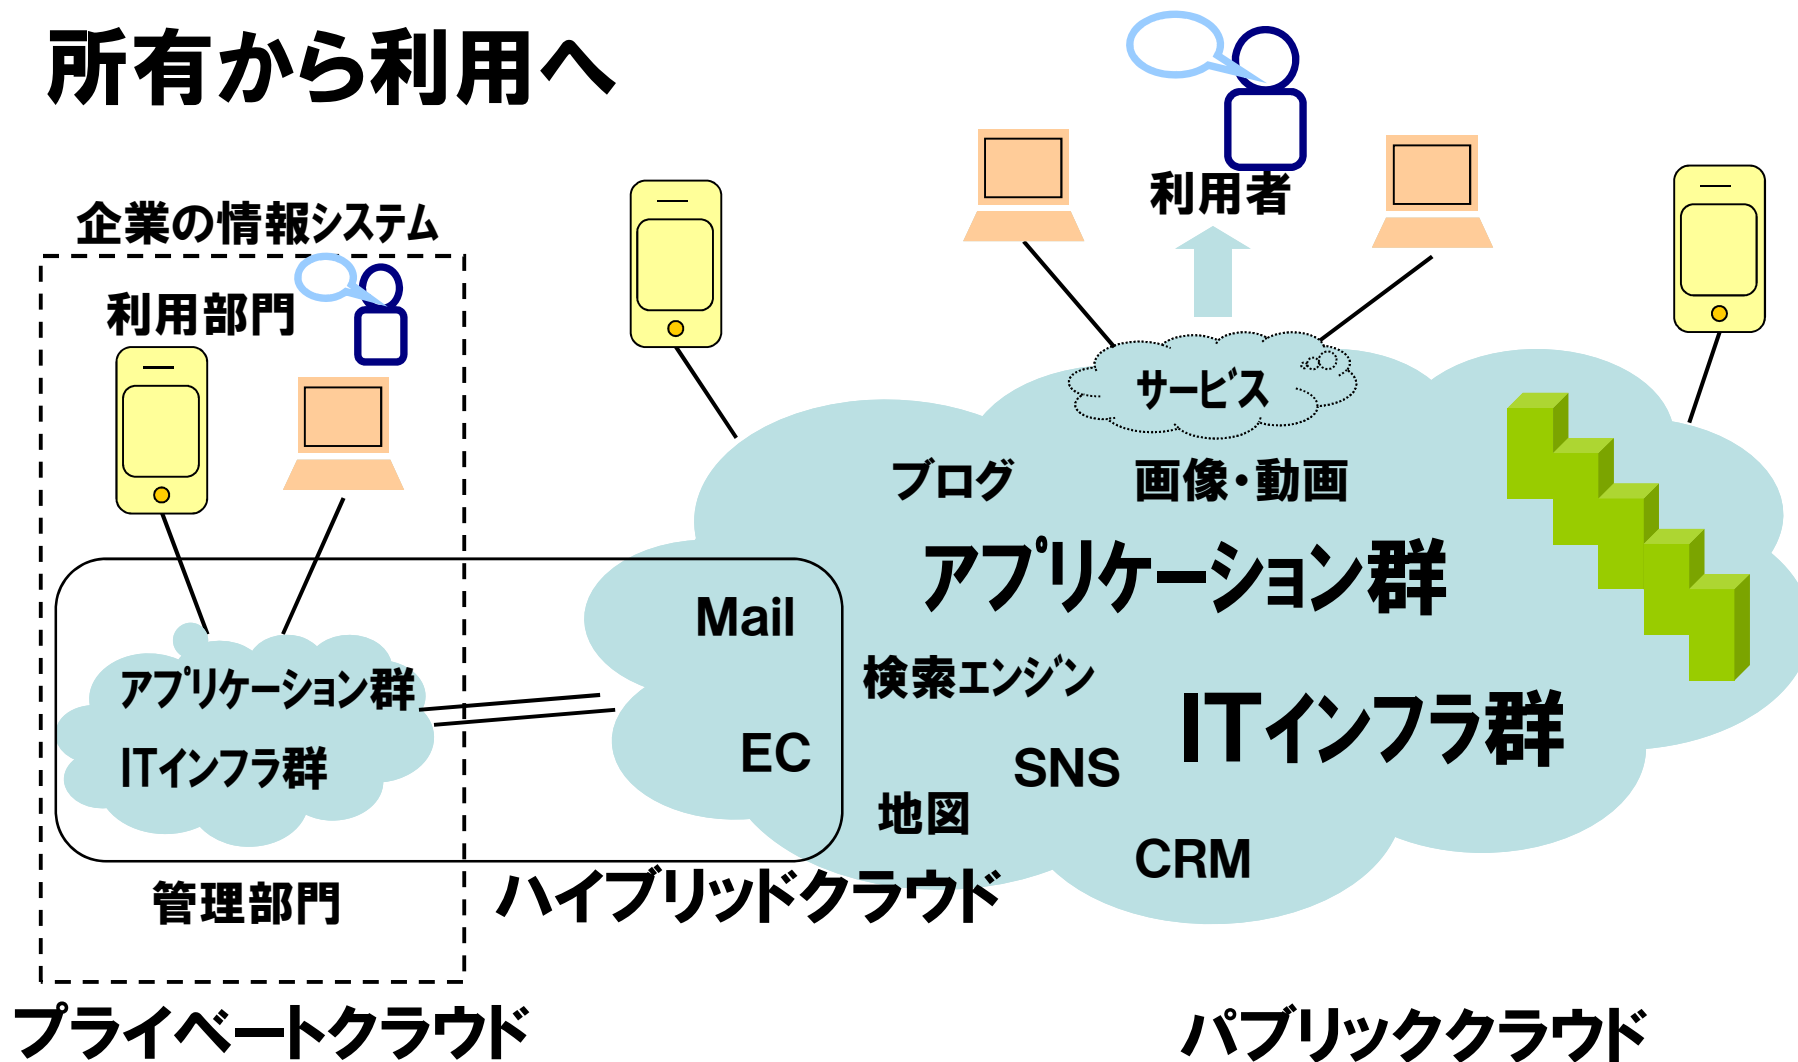 所有から利用へ
利用者
企業の情報システム
利用部門
サービス
ブログ
画像・動画
アプリケーション群
Mail
検索エンジン
アプリケーション群
ITインフラ群
ITインフラ群
EC
SNS
地図
CRM
管理部門
ハイブリッドクラウド
プライベートクラウド
パブリッククラウド